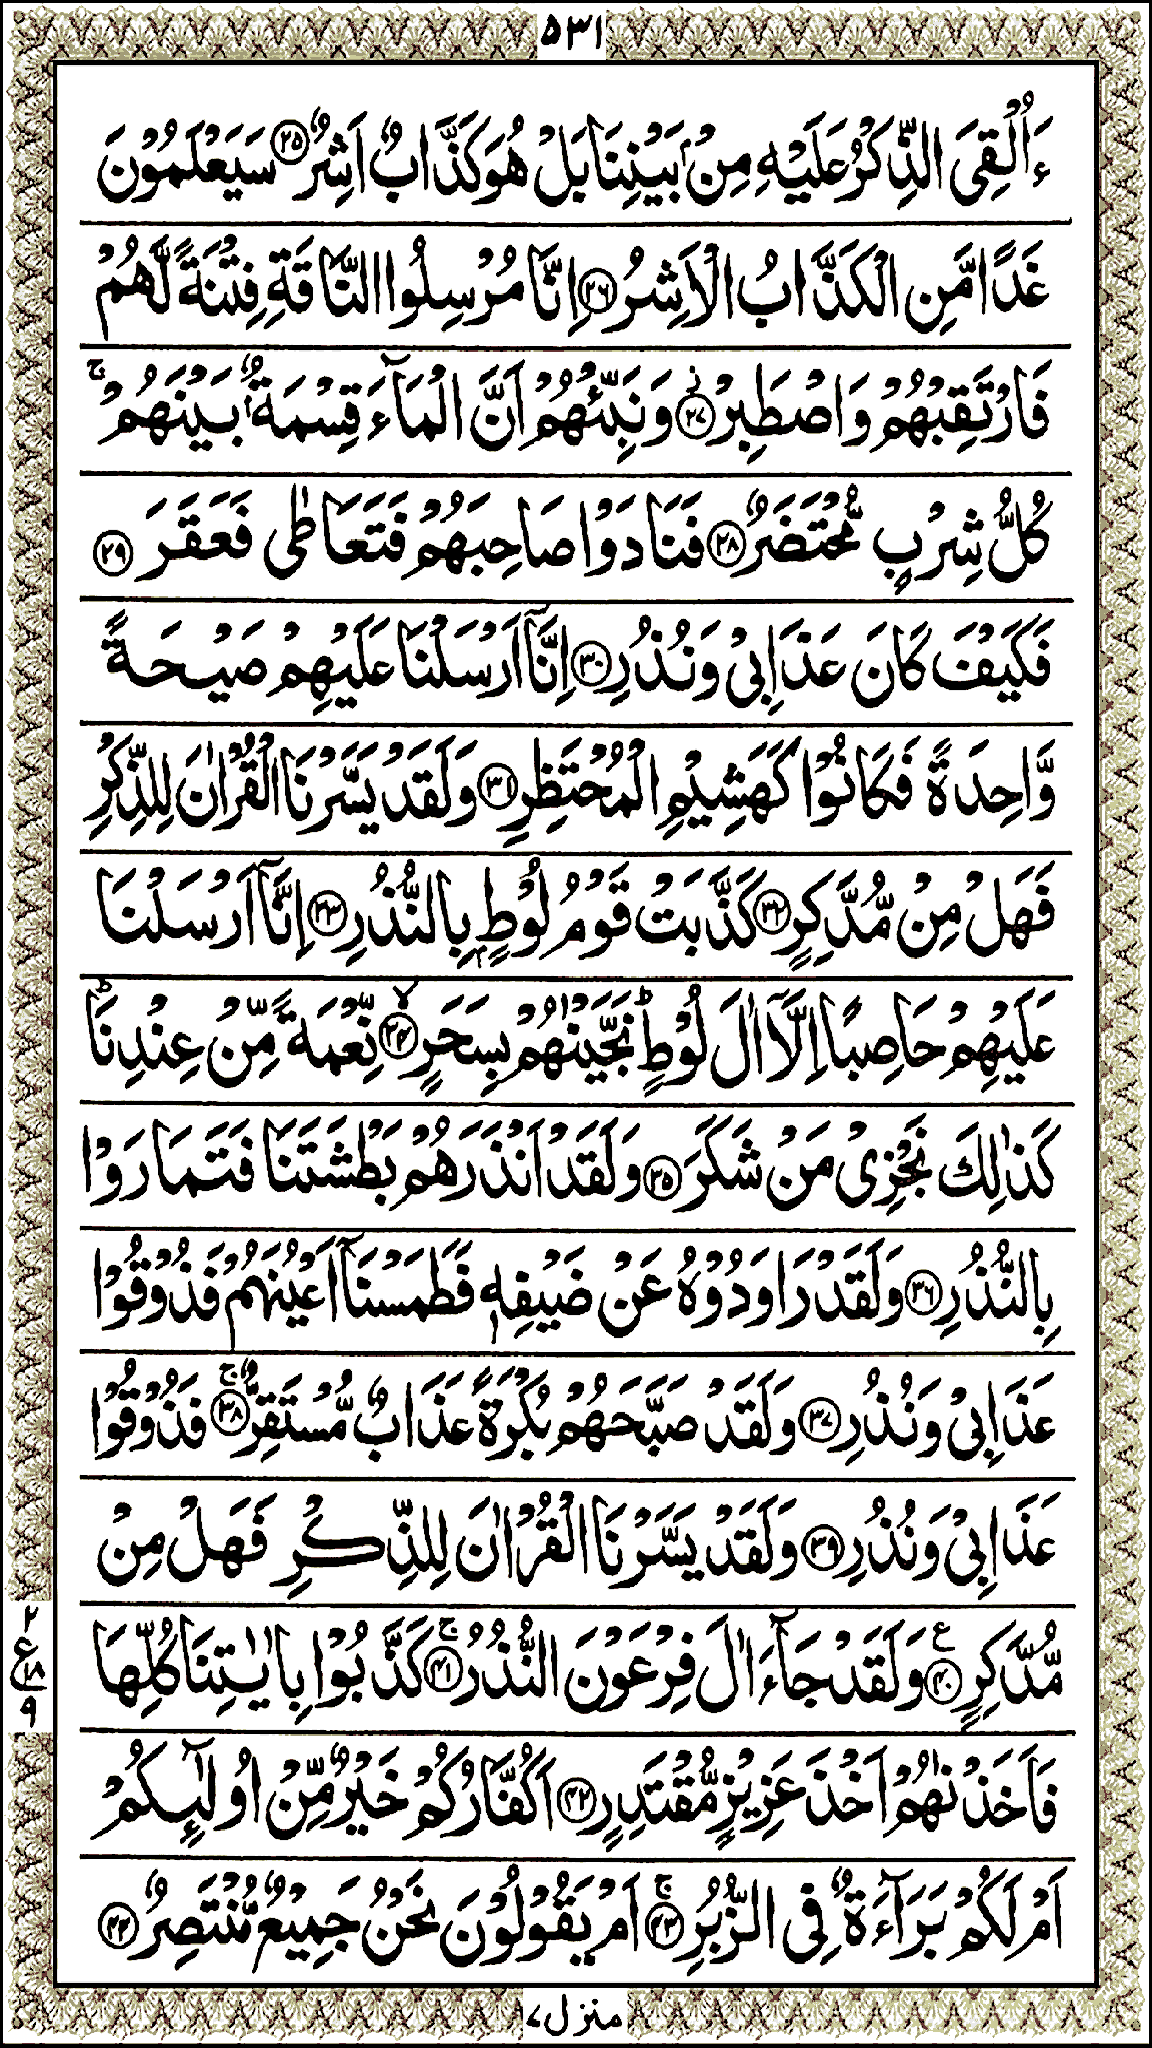 ٥٣١
ءَاُلْقِیَ الذِّكْرُ عَلَیْهِ مِنْۢ بَیْنِنَا بَلْ هُوَ كَذَّابٌ اَشِرٌ ۝٢٥ سَیَعْلَمُوْنَ
غَدًا مَّنِ الْكَذَّابُ الْاَشِرُ ۝٢٦ اِنَّا مُرْسِلُوا النَّاقَةِ فِتْنَةً لَّهُمْ
فَارْتَقِبْهُمْ وَاصْطَبِرْ ۝٢٧ؗ وَنَبِّئْهُمْ اَنَّ الْمَآءَ قِسْمَةٌۢ بَیْنَهُمْ ۚ
كُلُّ شِرْبٍ مُّحْتَضَرٌ ۝٢٨ فَنَادَوْا صَاحِبَهُمْ فَتَعَاطٰی فَعَقَرَ ۝٢٩
فَكَیْفَ كَانَ عَذَابِیْ وَنُذُرِ ۝٣٠ اِنَّاۤ اَرْسَلْنَا عَلَیْهِمْ صَیْحَةً
وَّاحِدَةً فَكَانُوْا كَهَشِیْمِ الْمُحْتَظِرِ ۝٣١ وَلَقَدْ یَسَّرْنَا الْقُرْاٰنَ لِلذِّكْرِ
فَهَلْ مِنْ مُّدَّكِرٍ ۝٣٢ كَذَّبَتْ قَوْمُ لُوْطٍۭ بِالنُّذُرِ ۝٣٣ اِنَّاۤ اَرْسَلْنَا
عَلَیْهِمْ حَاصِبًا اِلَّاۤ اٰلَ لُوْطٍ ؕ نَجَّیْنٰهُمْ بِسَحَرٍ ۝٣٤ۙ نِّعْمَةً مِّنْ عِنْدِنَا ؕ
كَذٰلِكَ نَجْزِیْ مَنْ شَكَرَ ۝٣٥ وَلَقَدْ اَنْذَرَهُمْ بَطْشَتَنَا فَتَمَارَوْا
بِالنُّذُرِ ۝٣٦ وَلَقَدْ رَاوَدُوْهُ عَنْ ضَیْفِهٖ فَطَمَسْنَاۤ اَعْیُنَهُمْ فَذُوْقُوْا
عَذَابِیْ وَنُذُرِ ۝٣٧ وَلَقَدْ صَبَّحَهُمْ بُكْرَةً عَذَابٌ مُّسْتَقِرٌّ ۝٣٨ۚ فَذُوْقُوْا
عَذَابِیْ وَنُذُرِ ۝٣٩ وَلَقَدْ یَسَّرْنَا الْقُرْاٰنَ لِلذِّكْرِ فَهَلْ مِنْ
مُّدَّكِرٍ ۝٤٠ ع وَلَقَدْ جَآءَ اٰلَ فِرْعَوْنَ النُّذُرُ ۝٤١ۚ كَذَّبُوْا بِاٰیٰتِنَا كُلِّهَا
٢
ع
١٨
٩
فَاَخَذْنٰهُمْ اَخْذَ عَزِیْزٍ مُّقْتَدِرٍ ۝٤٢ اَكُفَّارُكُمْ خَیْرٌ مِّنْ اُولٰٓىِٕكُمْ
اَمْ لَكُمْ بَرَآءَةٌ فِی الزُّبُرِ ۝٤٣ۚ اَمْ یَقُوْلُوْنَ نَحْنُ جَمِیْعٌ مُّنْتَصِرٌ ۝٤٤
منزل ٧